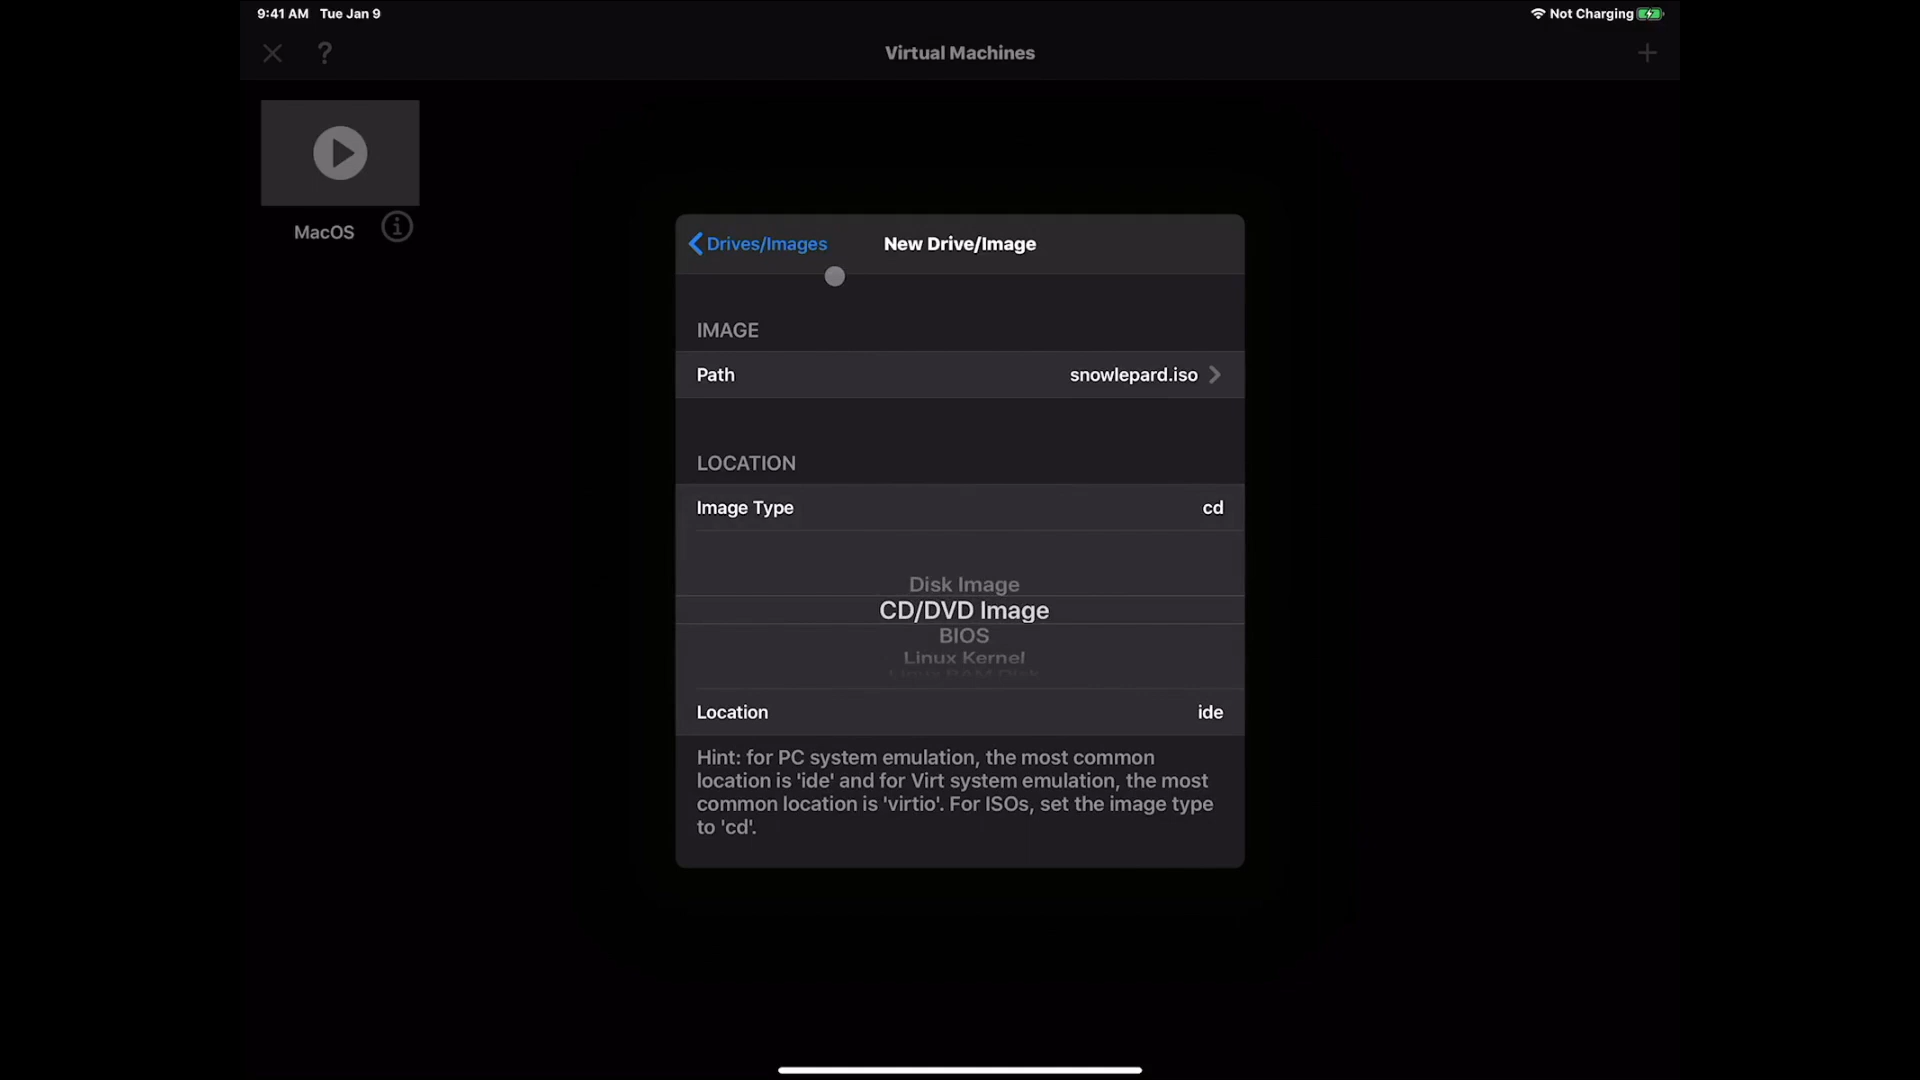 9:41 AM Tue Jan 9
Not Charging
?
Virtual Machines
MacOS
Drives/Images
New Drive/Image
IMAGE
Path
snowlepard.iso
LOCATION
Image Type
cd
Disk Image
CD/DVD Image
BIOS
Linux Kernel
Linux RAM Disk
Location
ide
Hint: for PC system emulation, the most common
location is 'ide' and for Virt system emulation, the most
common location is 'virtio'. For ISOs, set the image type
to 'cd'.